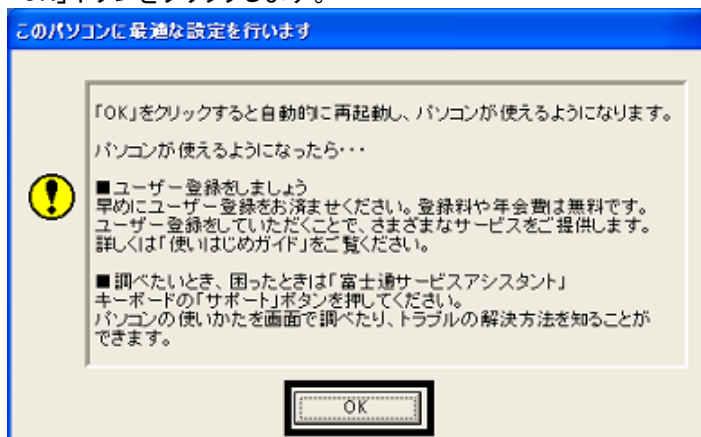 OK」ボタンをクリックします。
このパソコンに最適な設定を行います
「OK」をクリックすると自動的に再起動し、パソコンが使えるようになります。
パソコンが使えるようになったら・・・
■ユーザー登録をしましょう
早めにユーザー登録をお済ませください。登録料や年会費は無料です。
ユーザー登録をしていただくことで、さまざまなサービスをご提供します。
詳しくは「使いはじめガイド」をご覧ください。
■調べたいとき、困ったときは「富士通サービスアシスタント」
キーボードの「サポート」ボタンを押してください。
パソコンの使いかたを画面で調べたり、トラブルの解決方法を知ることが
できます。
OK